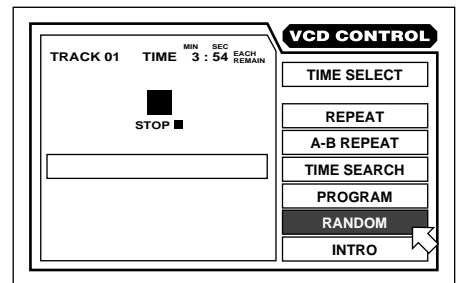 VCD CONTROL
MIN SEC
TRACK 01 TIME 3 : 54 EACH REMAIN
STOP
TIME SELECT
REPEAT
A-B REPEAT
TIME SEARCH
PROGRAM
RANDOM
INTRO